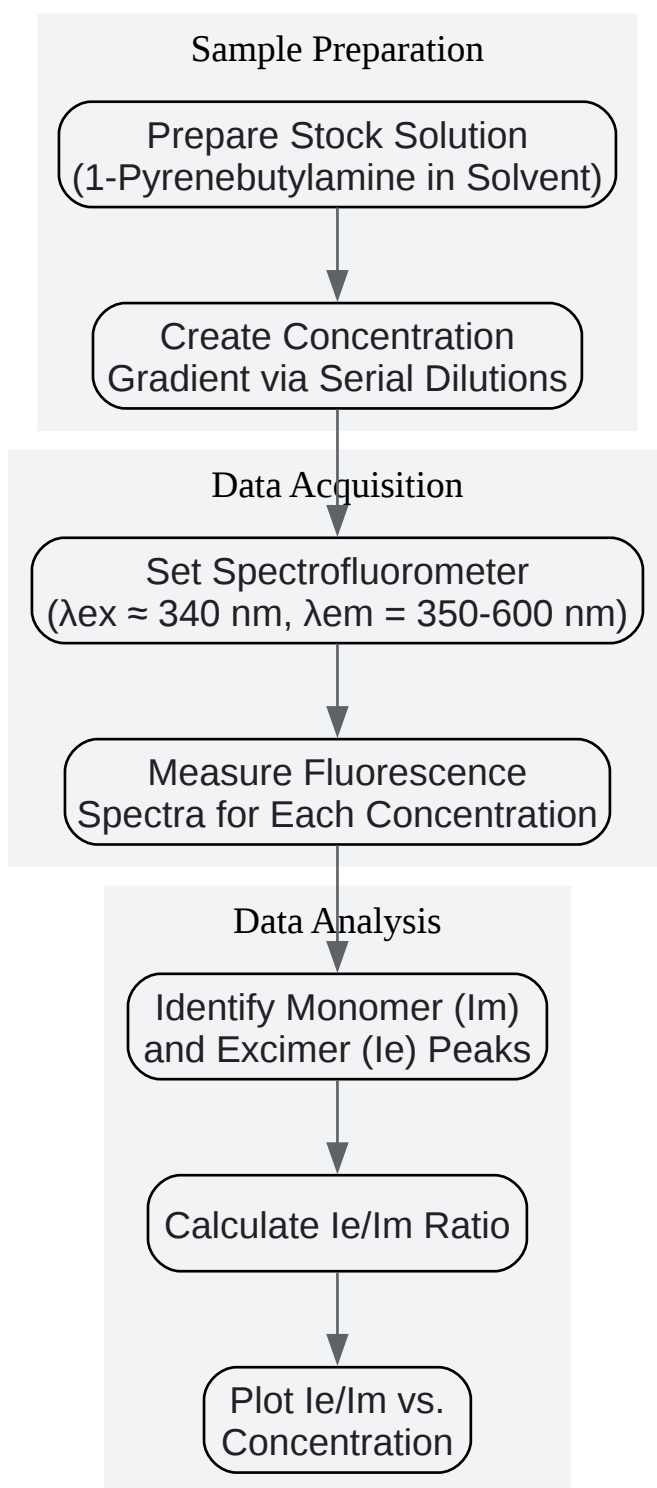 Sample Preparation
Prepare Stock Solution
(1-Pyrenebutylamine in Solvent)
Create Concentration
Gradient via Serial Dilutions
Data Acquisition
Set Spectrofluorometer
(λex ≈ 340 nm, λem = 350-600 nm)
Measure Fluorescence
Spectra for Each Concentration
Data Analysis
Identify Monomer (Im)
and Excimer (Ie) Peaks
Calculate Ie/Im Ratio
Plot Ie/Im vs.
Concentration